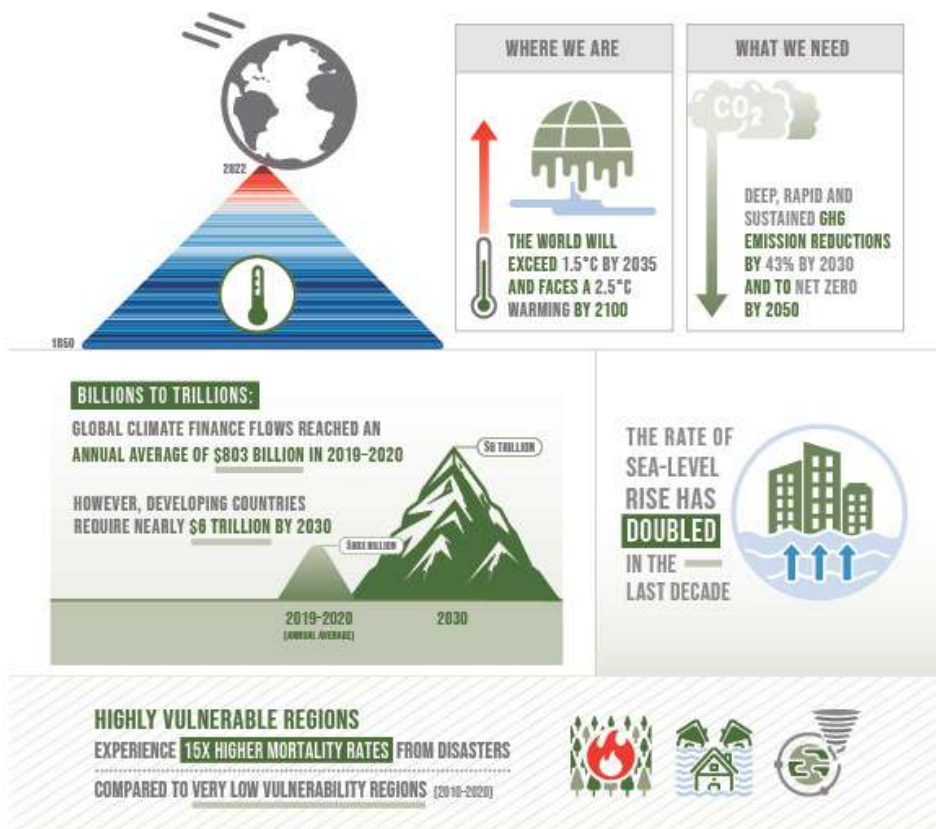 2022
1850
WHERE WE ARE
THE WORLD WILL
EXCEED 1.5°C BY 2035
AND FACES A 2.5°C
WARMING BY 2100
WHAT WE NEED
CO2
DEEP, RAPID AND
SUSTAINED GHG
EMISSION REDUCTIONS
BY 43% BY 2030
AND TO NET ZERO
BY 2050
BILLIONS TO TRILLIONS:
GLOBAL CLIMATE FINANCE FLOWS REACHED AN
ANNUAL AVERAGE OF $803 BILLION IN 2019-2020
HOWEVER, DEVELOPING COUNTRIES
REQUIRE NEARLY $6 TRILLION BY 2030
$6 TRILLION
$803 BILLION
2019-2020
(ANNUAL AVERAGE)
2030
THE RATE OF
SEA-LEVEL
RISE HAS
DOUBLED
IN THE
LAST DECADE
HIGHLY VULNERABLE REGIONS
EXPERIENCE 15X HIGHER MORTALITY RATES FROM DISASTERS
COMPARED TO VERY LOW VULNERABILITY REGIONS (2010-2020)